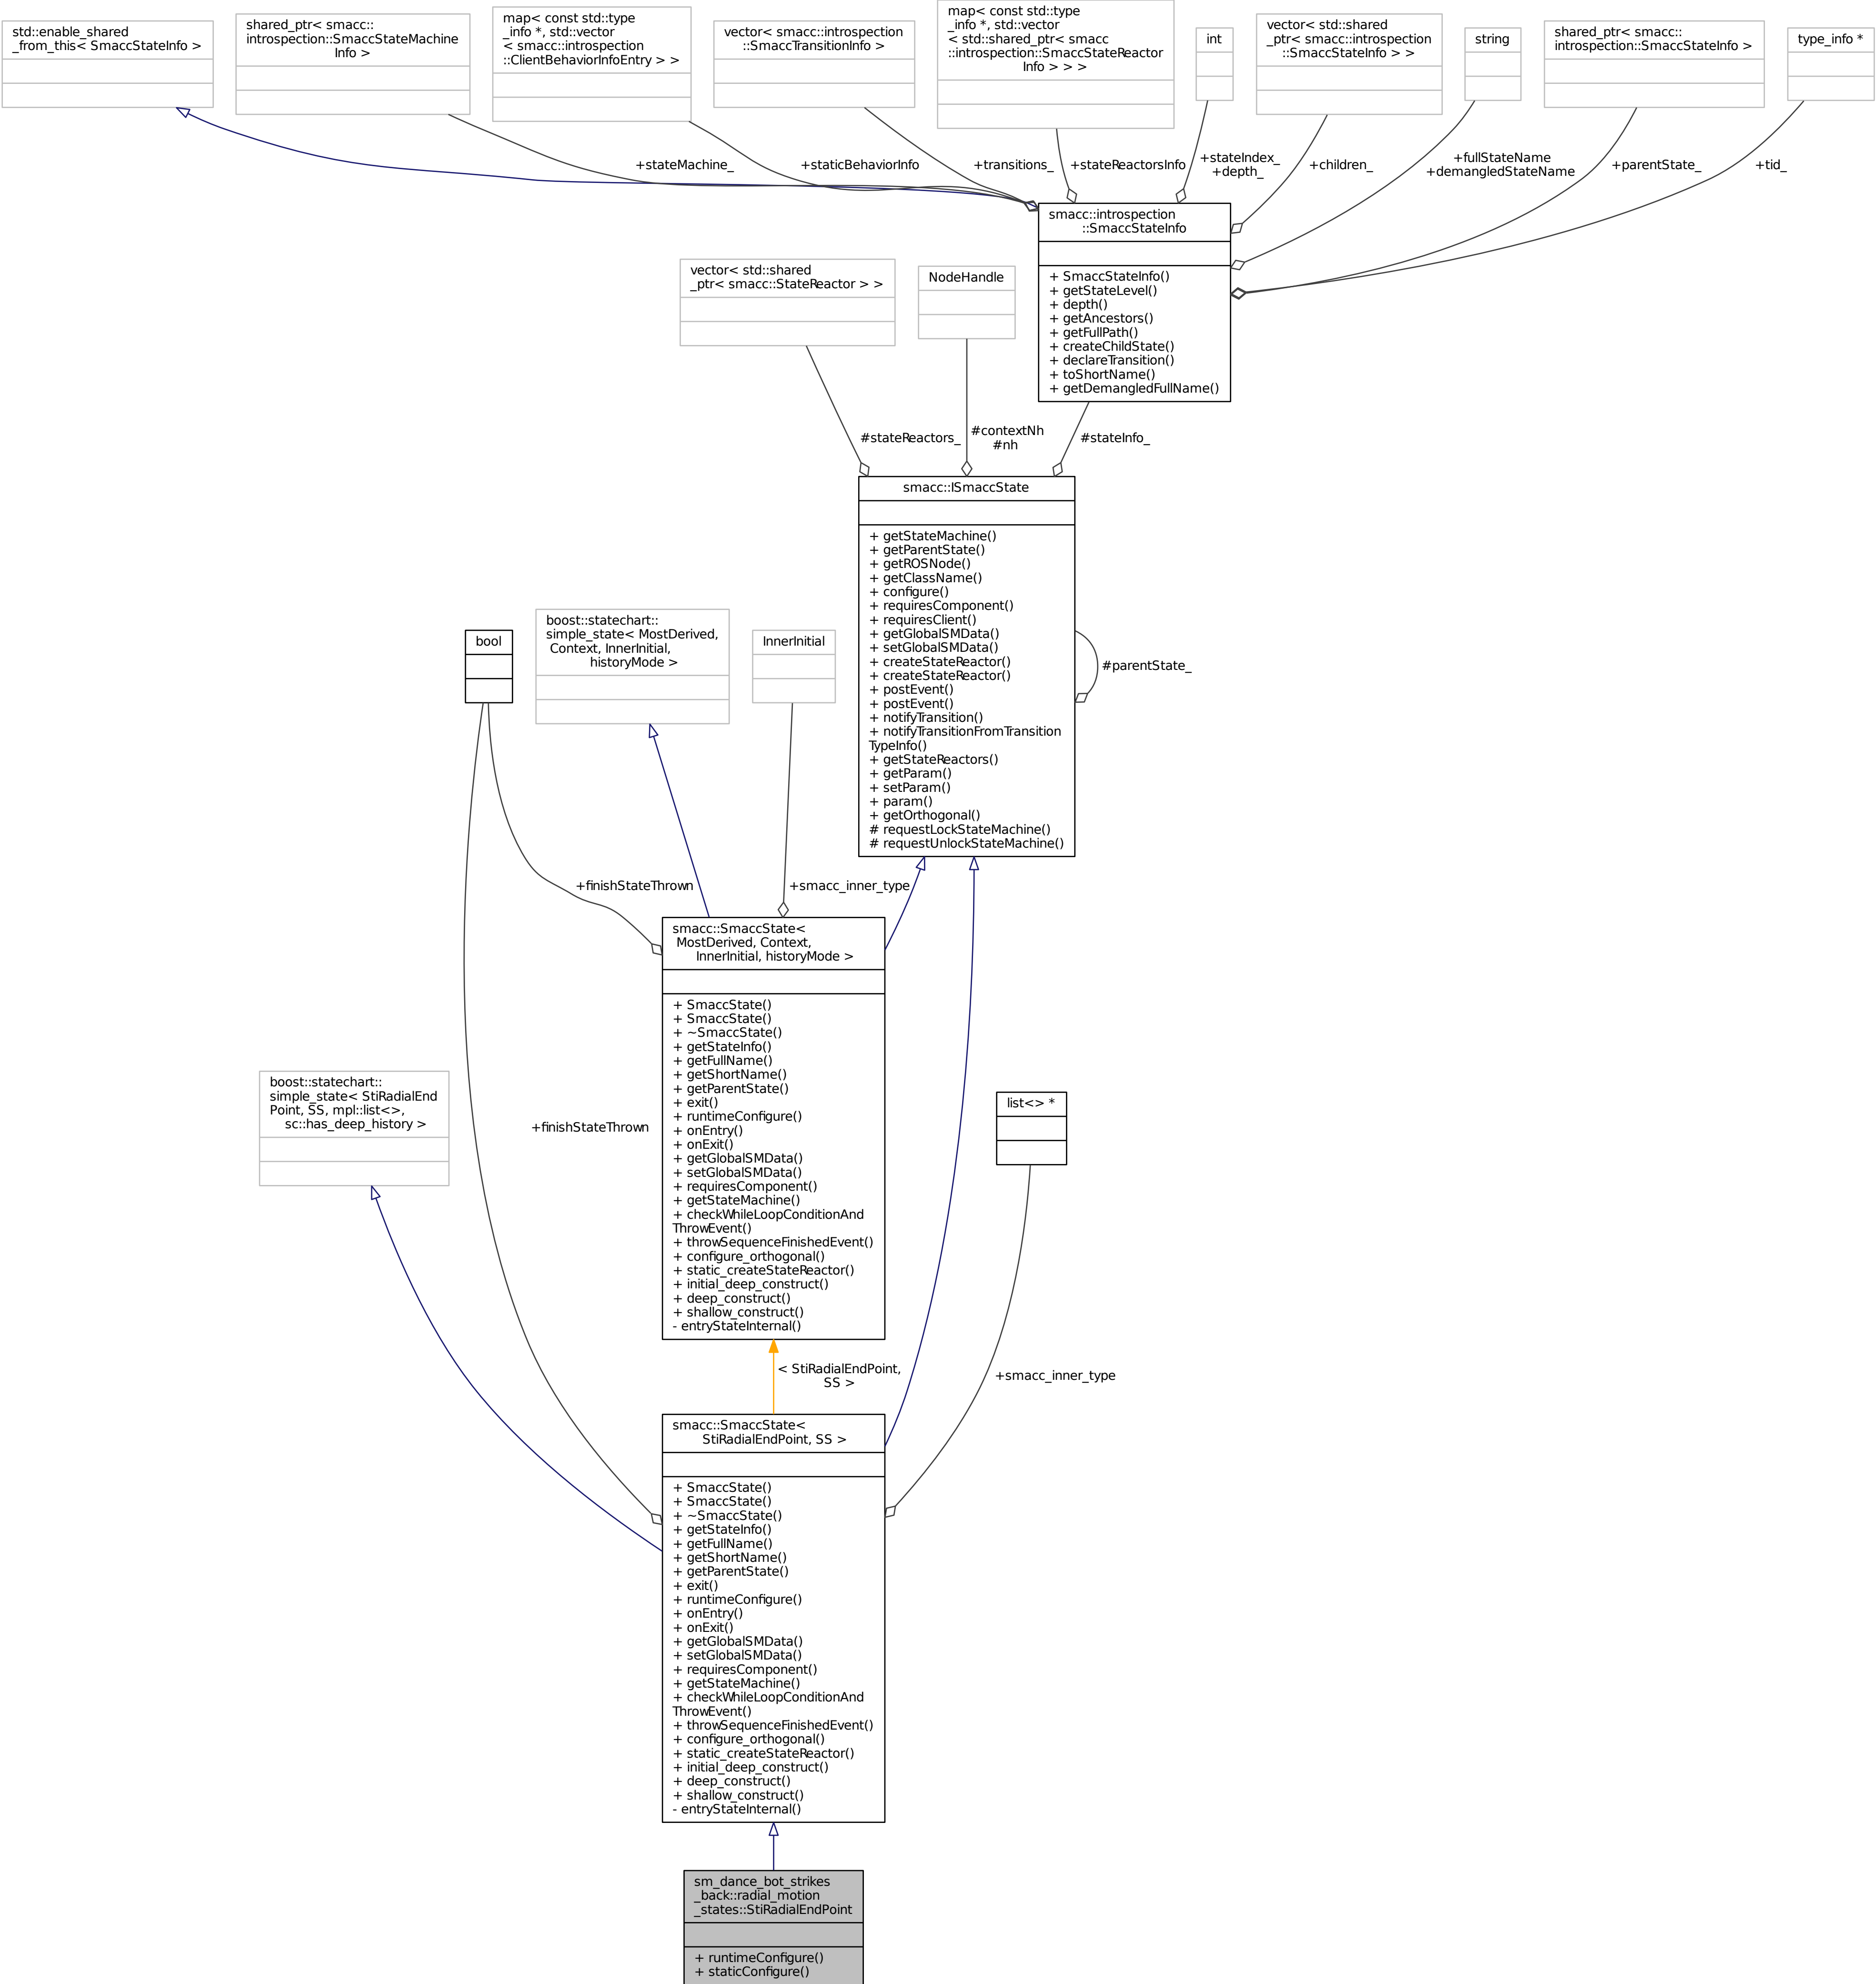 std::enable_shared
_from_this< SmaccStateInfo >
shared_ptr< smacc::
introspection::SmaccStateMachine
Info >
map< const std::type
_info *, std::vector
< smacc::introspection
::ClientBehaviorInfoEntry > >
vector< smacc::introspection
::SmaccTransitionInfo >
map< const std::type
_info *, std::vector
< std::shared_ptr< smacc
::introspection::SmaccStateReactor
Info > > >
int
vector< std::shared
_ptr< smacc::introspection
::SmaccStateInfo > >
string
shared_ptr< smacc::
introspection::SmaccStateInfo >
type_info *
+stateMachine_
+staticBehaviorInfo
+transitions_
+stateReactorsInfo
+stateIndex_
+depth_
+children_
+fullStateName
+demangledStateName
+parentState_
+tid_
smacc::introspection
::SmaccStateInfo
+ SmaccStateInfo()
+ getStateLevel()
+ depth()
+ getAncestors()
+ getFullPath()
+ createChildState()
+ declareTransition()
+ toShortName()
+ getDemangledFullName()
vector< std::shared
_ptr< smacc::StateReactor > >
NodeHandle
#stateReactors_
#contextNh
#nh
#stateInfo_
smacc::ISmaccState
+ getStateMachine()
+ getParentState()
+ getROSNode()
+ getClassName()
+ configure()
+ requiresComponent()
+ requiresClient()
+ getGlobalSMData()
+ setGlobalSMData()
+ createStateReactor()
+ createStateReactor()
+ postEvent()
+ postEvent()
+ notifyTransition()
+ notifyTransitionFromTransition
TypeInfo()
+ getStateReactors()
+ getParam()
+ setParam()
+ param()
+ getOrthogonal()
# requestLockStateMachine()
# requestUnlockStateMachine()
#parentState_
bool
boost::statechart::
simple_state< MostDerived,
Context, InnerInitial,
historyMode >
InnerInitial
+finishStateThrown
+smacc_inner_type
smacc::SmaccState<
MostDerived, Context,
InnerInitial, historyMode >
+ SmaccState()
+ SmaccState()
+ ~SmaccState()
+ getStateInfo()
+ getFullName()
+ getShortName()
+ getParentState()
+ exit()
+ runtimeConfigure()
+ onEntry()
+ onExit()
+ getGlobalSMData()
+ setGlobalSMData()
+ requiresComponent()
+ getStateMachine()
+ checkWhileLoopConditionAnd
ThrowEvent()
+ throwSequenceFinishedEvent()
+ configure_orthogonal()
+ static_createStateReactor()
+ initial_deep_construct()
+ deep_construct()
+ shallow_construct()
- entryStateInternal()
boost::statechart::
simple_state< StiRadialEnd
Point, SS, mpl::list<>,
sc::has_deep_history >
+finishStateThrown
list<> *
< StiRadialEndPoint,
SS >
+smacc_inner_type
smacc::SmaccState<
StiRadialEndPoint, SS >
+ SmaccState()
+ SmaccState()
+ ~SmaccState()
+ getStateInfo()
+ getFullName()
+ getShortName()
+ getParentState()
+ exit()
+ runtimeConfigure()
+ onEntry()
+ onExit()
+ getGlobalSMData()
+ setGlobalSMData()
+ requiresComponent()
+ getStateMachine()
+ checkWhileLoopConditionAnd
ThrowEvent()
+ throwSequenceFinishedEvent()
+ configure_orthogonal()
+ static_createStateReactor()
+ initial_deep_construct()
+ deep_construct()
+ shallow_construct()
- entryStateInternal()
sm_dance_bot_strikes
_back::radial_motion
_states::StiRadialEndPoint
+ runtimeConfigure()
+ staticConfigure()